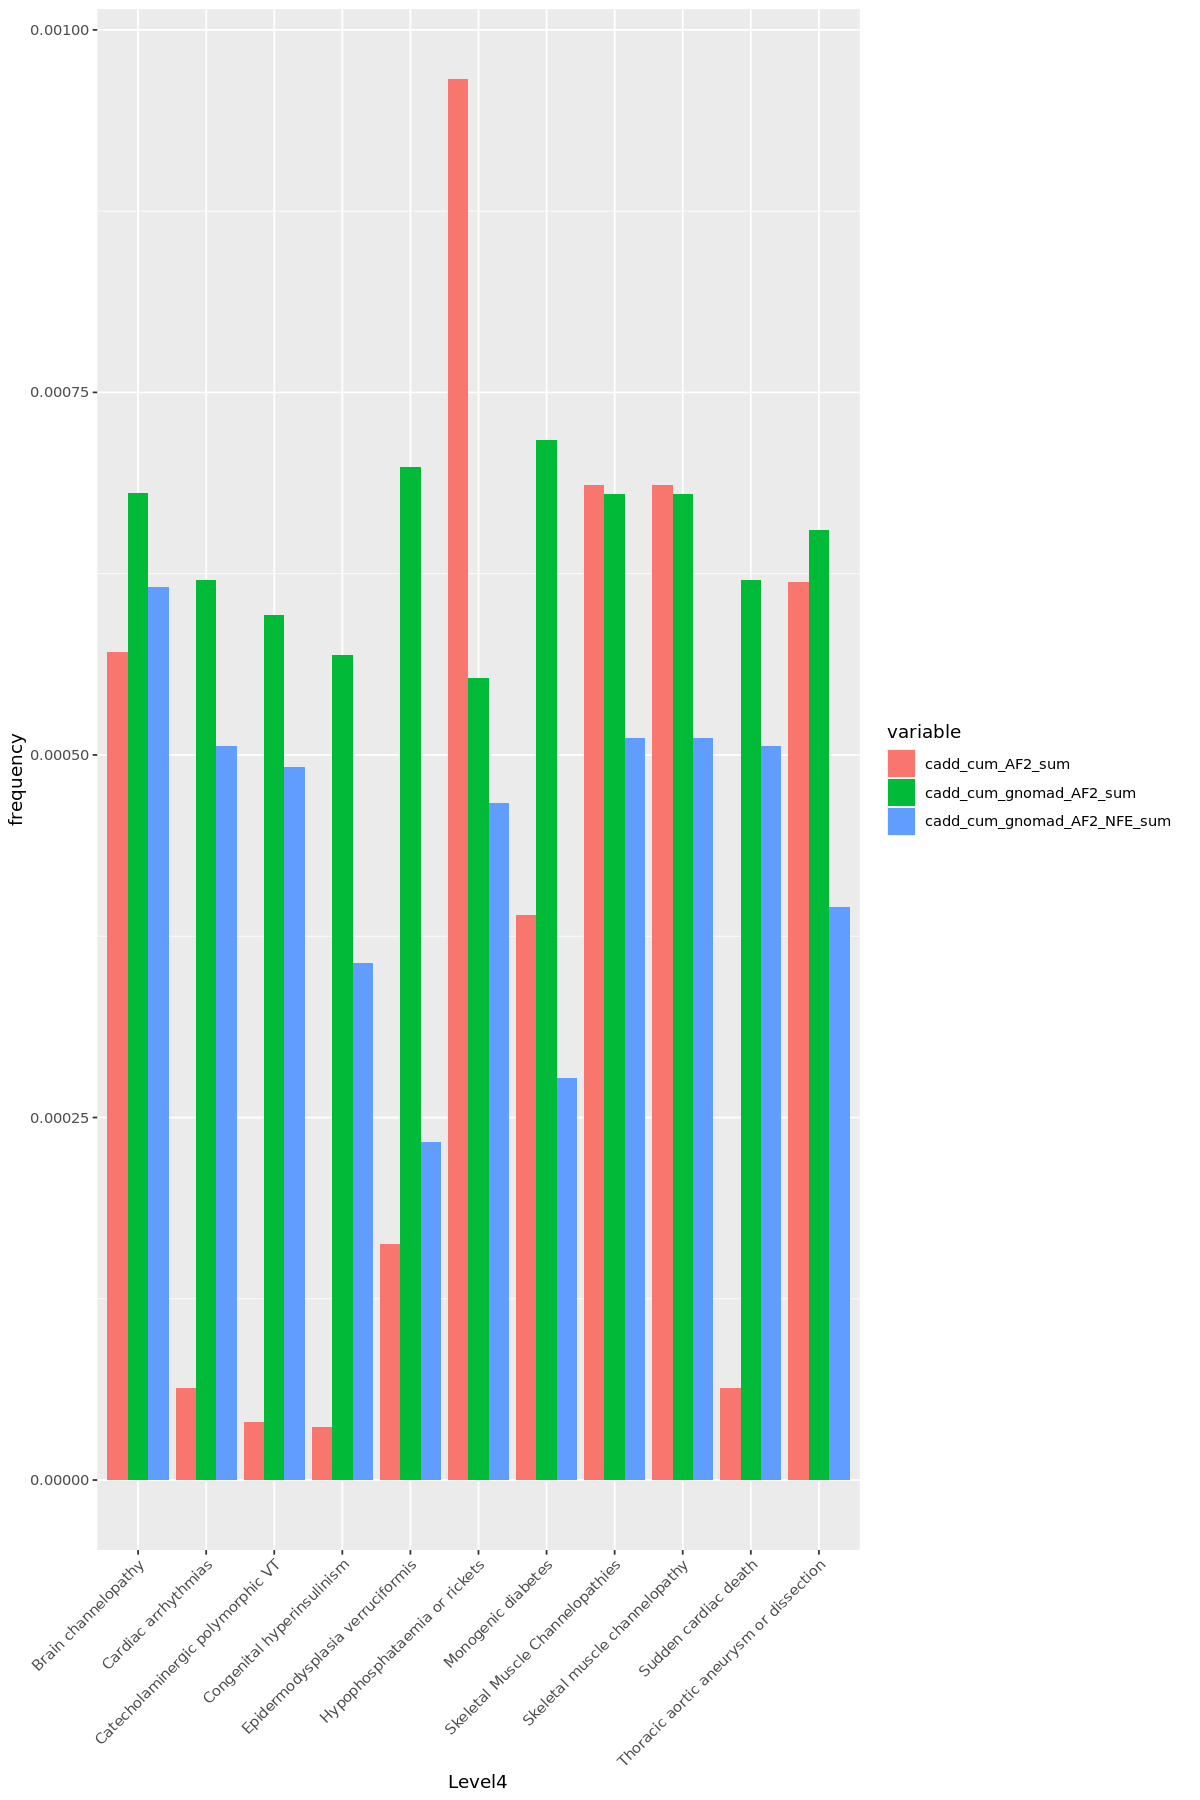 0.00100
0.00075
0.00050
0.00025
0.00000
frequency
Brain channelopathy
Cardiac arrhythmias
Catecholaminergic polymorphic VT
Congenital hyperinsulinism
Epidermodysplasia verruciformis
Hypophosphataemia or rickets
Monogenic diabetes
Skeletal Muscle Channelopathies
Skeletal muscle channelopathy
Sudden cardiac death
Thoracic aortic aneurysm or dissection
Level4
variable
cadd_cum_AF2_sum
cadd_cum_gnomad_AF2_sum
cadd_cum_gnomad_AF2_NFE_sum